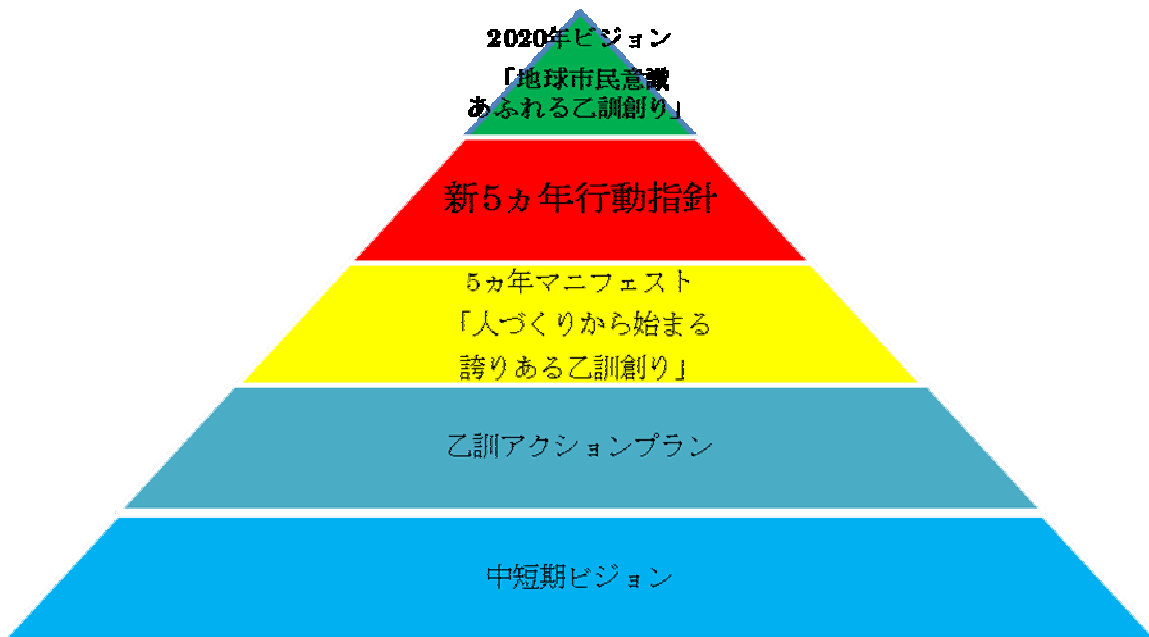 2020年ビジョン
「地球市民意識
あふれる乙訓創り」
新5ヵ年行動指針
5ヵ年マニフェスト
「人づくりから始まる
誇りある乙訓創り」
乙訓アクションプラン
中短期ビジョン